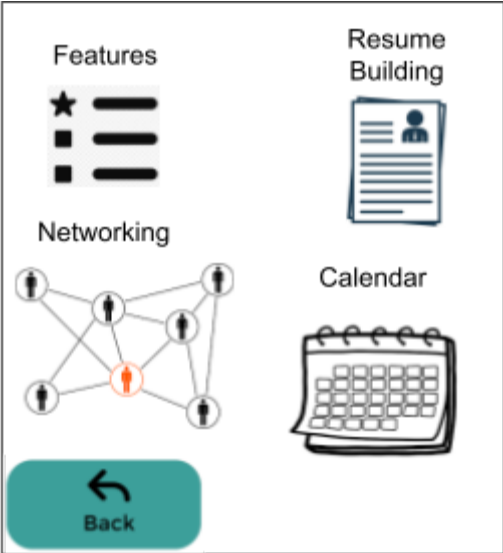 Features
Resume
Building
Networking
Calendar
Back